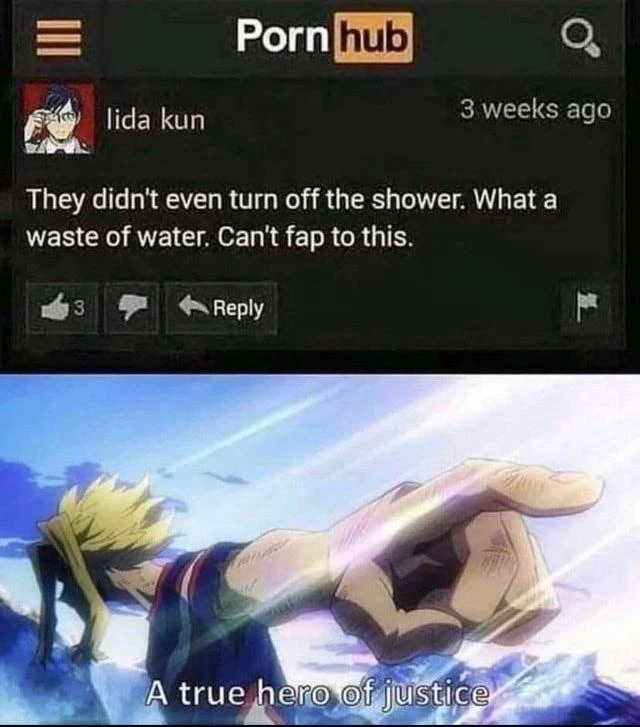 Porn hub
Iida kun
3 weeks ago
They didn't even turn off the shower. What a
waste of water. Can't fap to this.
3
Reply
A true hero of justice